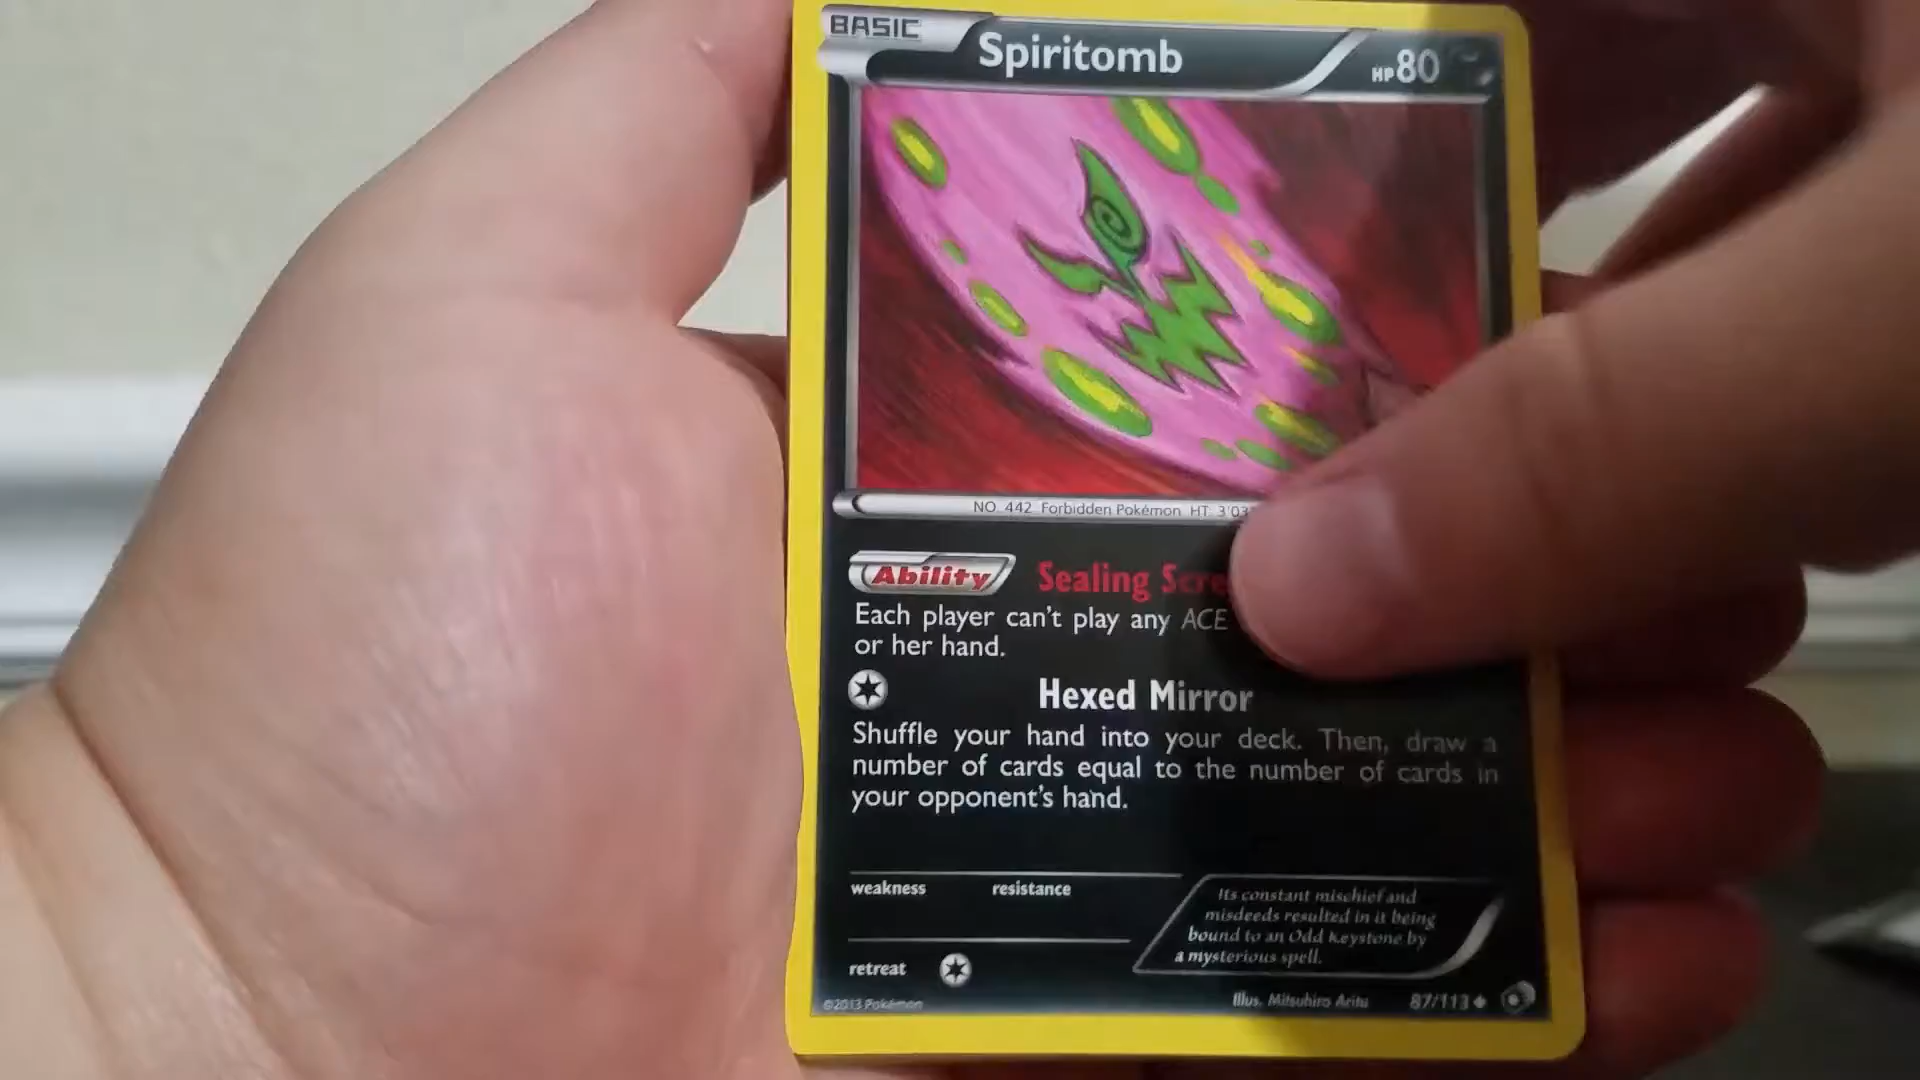 BASIC
Spiritomb
HP 80
NO. 442 Forbidden Pokémon HT: 3'03
Ability
Sealing Scre
Each player can't play any ACE
or her hand.
Hexed Mirror
Shuffle your hand into your deck. Then, draw a
number of cards equal to the number of cards in
your opponent's hand.
weakness resistance
Its constant mischief and
misdeeds resulted in it being
bound to an Odd Keystone by
a mysterious spell.
retreat
©2013 Pokémon
Illus. Mitsuhiro Arita
87/113